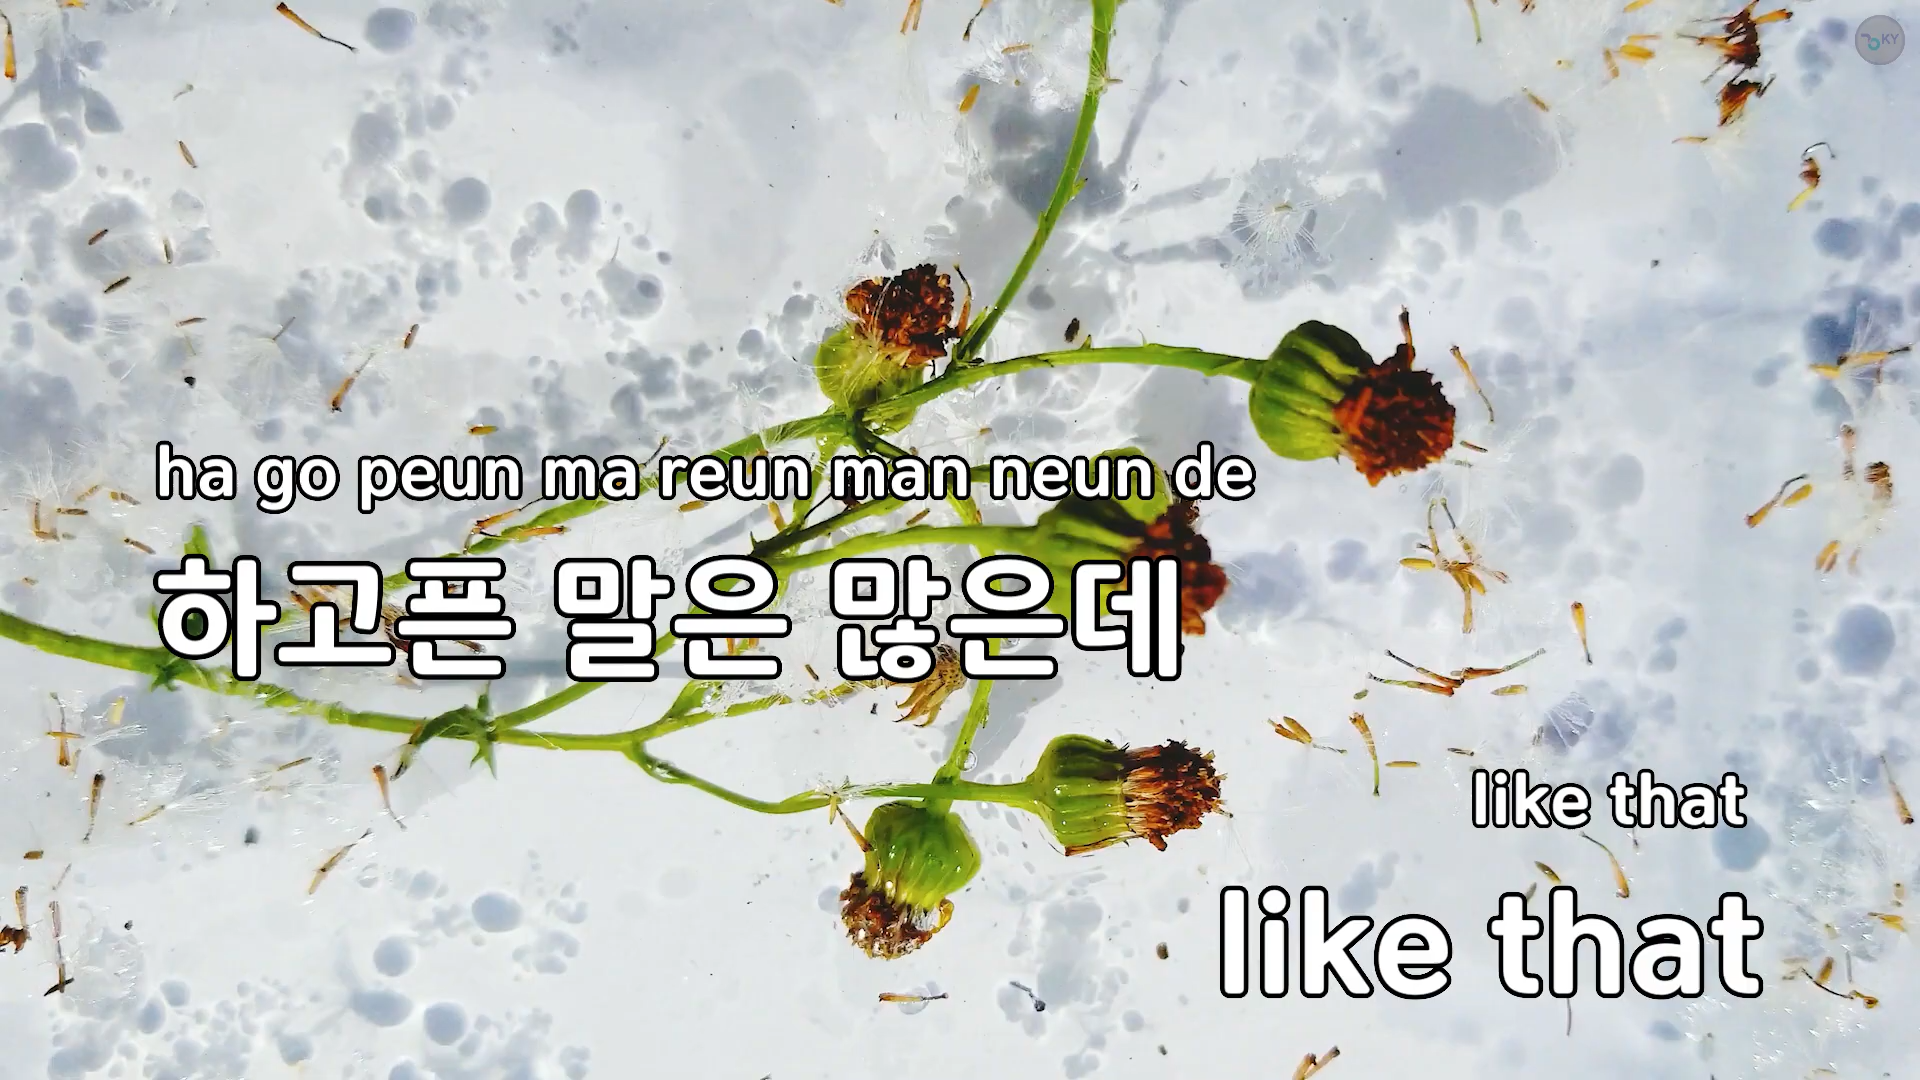 KY
ha go peun ma reun man neun de
하고픈 말은 많은데
like that
like that